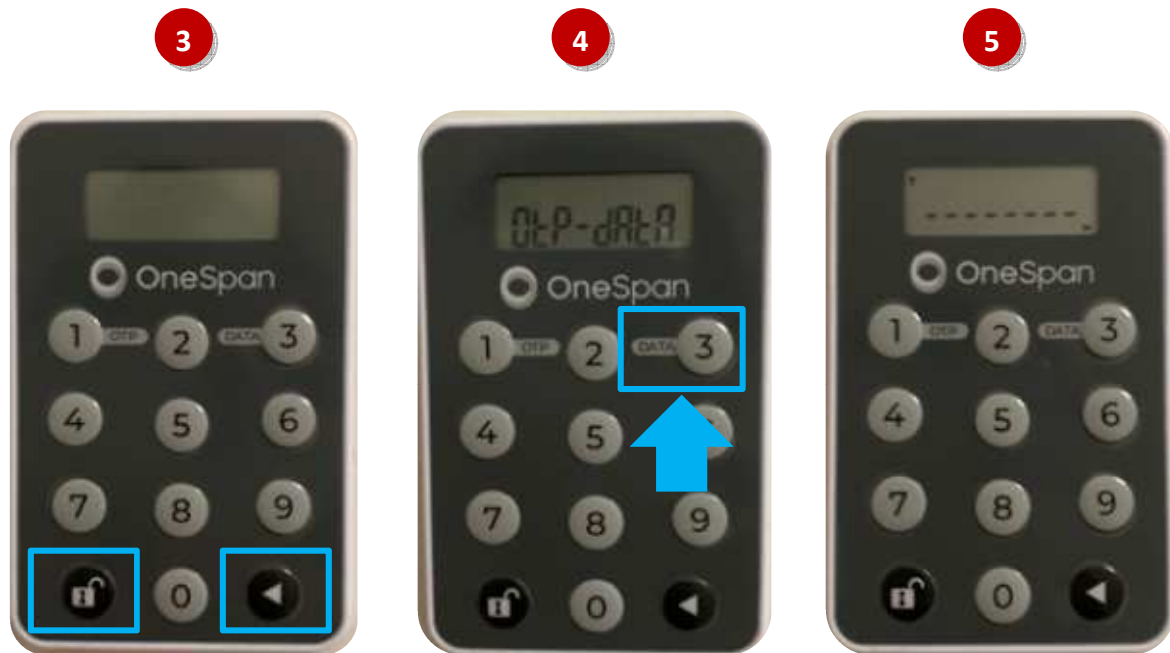 3 4 5
OtP-dAtA
OneSpan OneSpan OneSpan
1 OTP 2 DATA 3 1 OTP 2 DATA 3 1 OTP 2 DATA 3
4 5 6 4 5 4 5 6
7 8 9 7 8 9 7 8 9
0 0 0